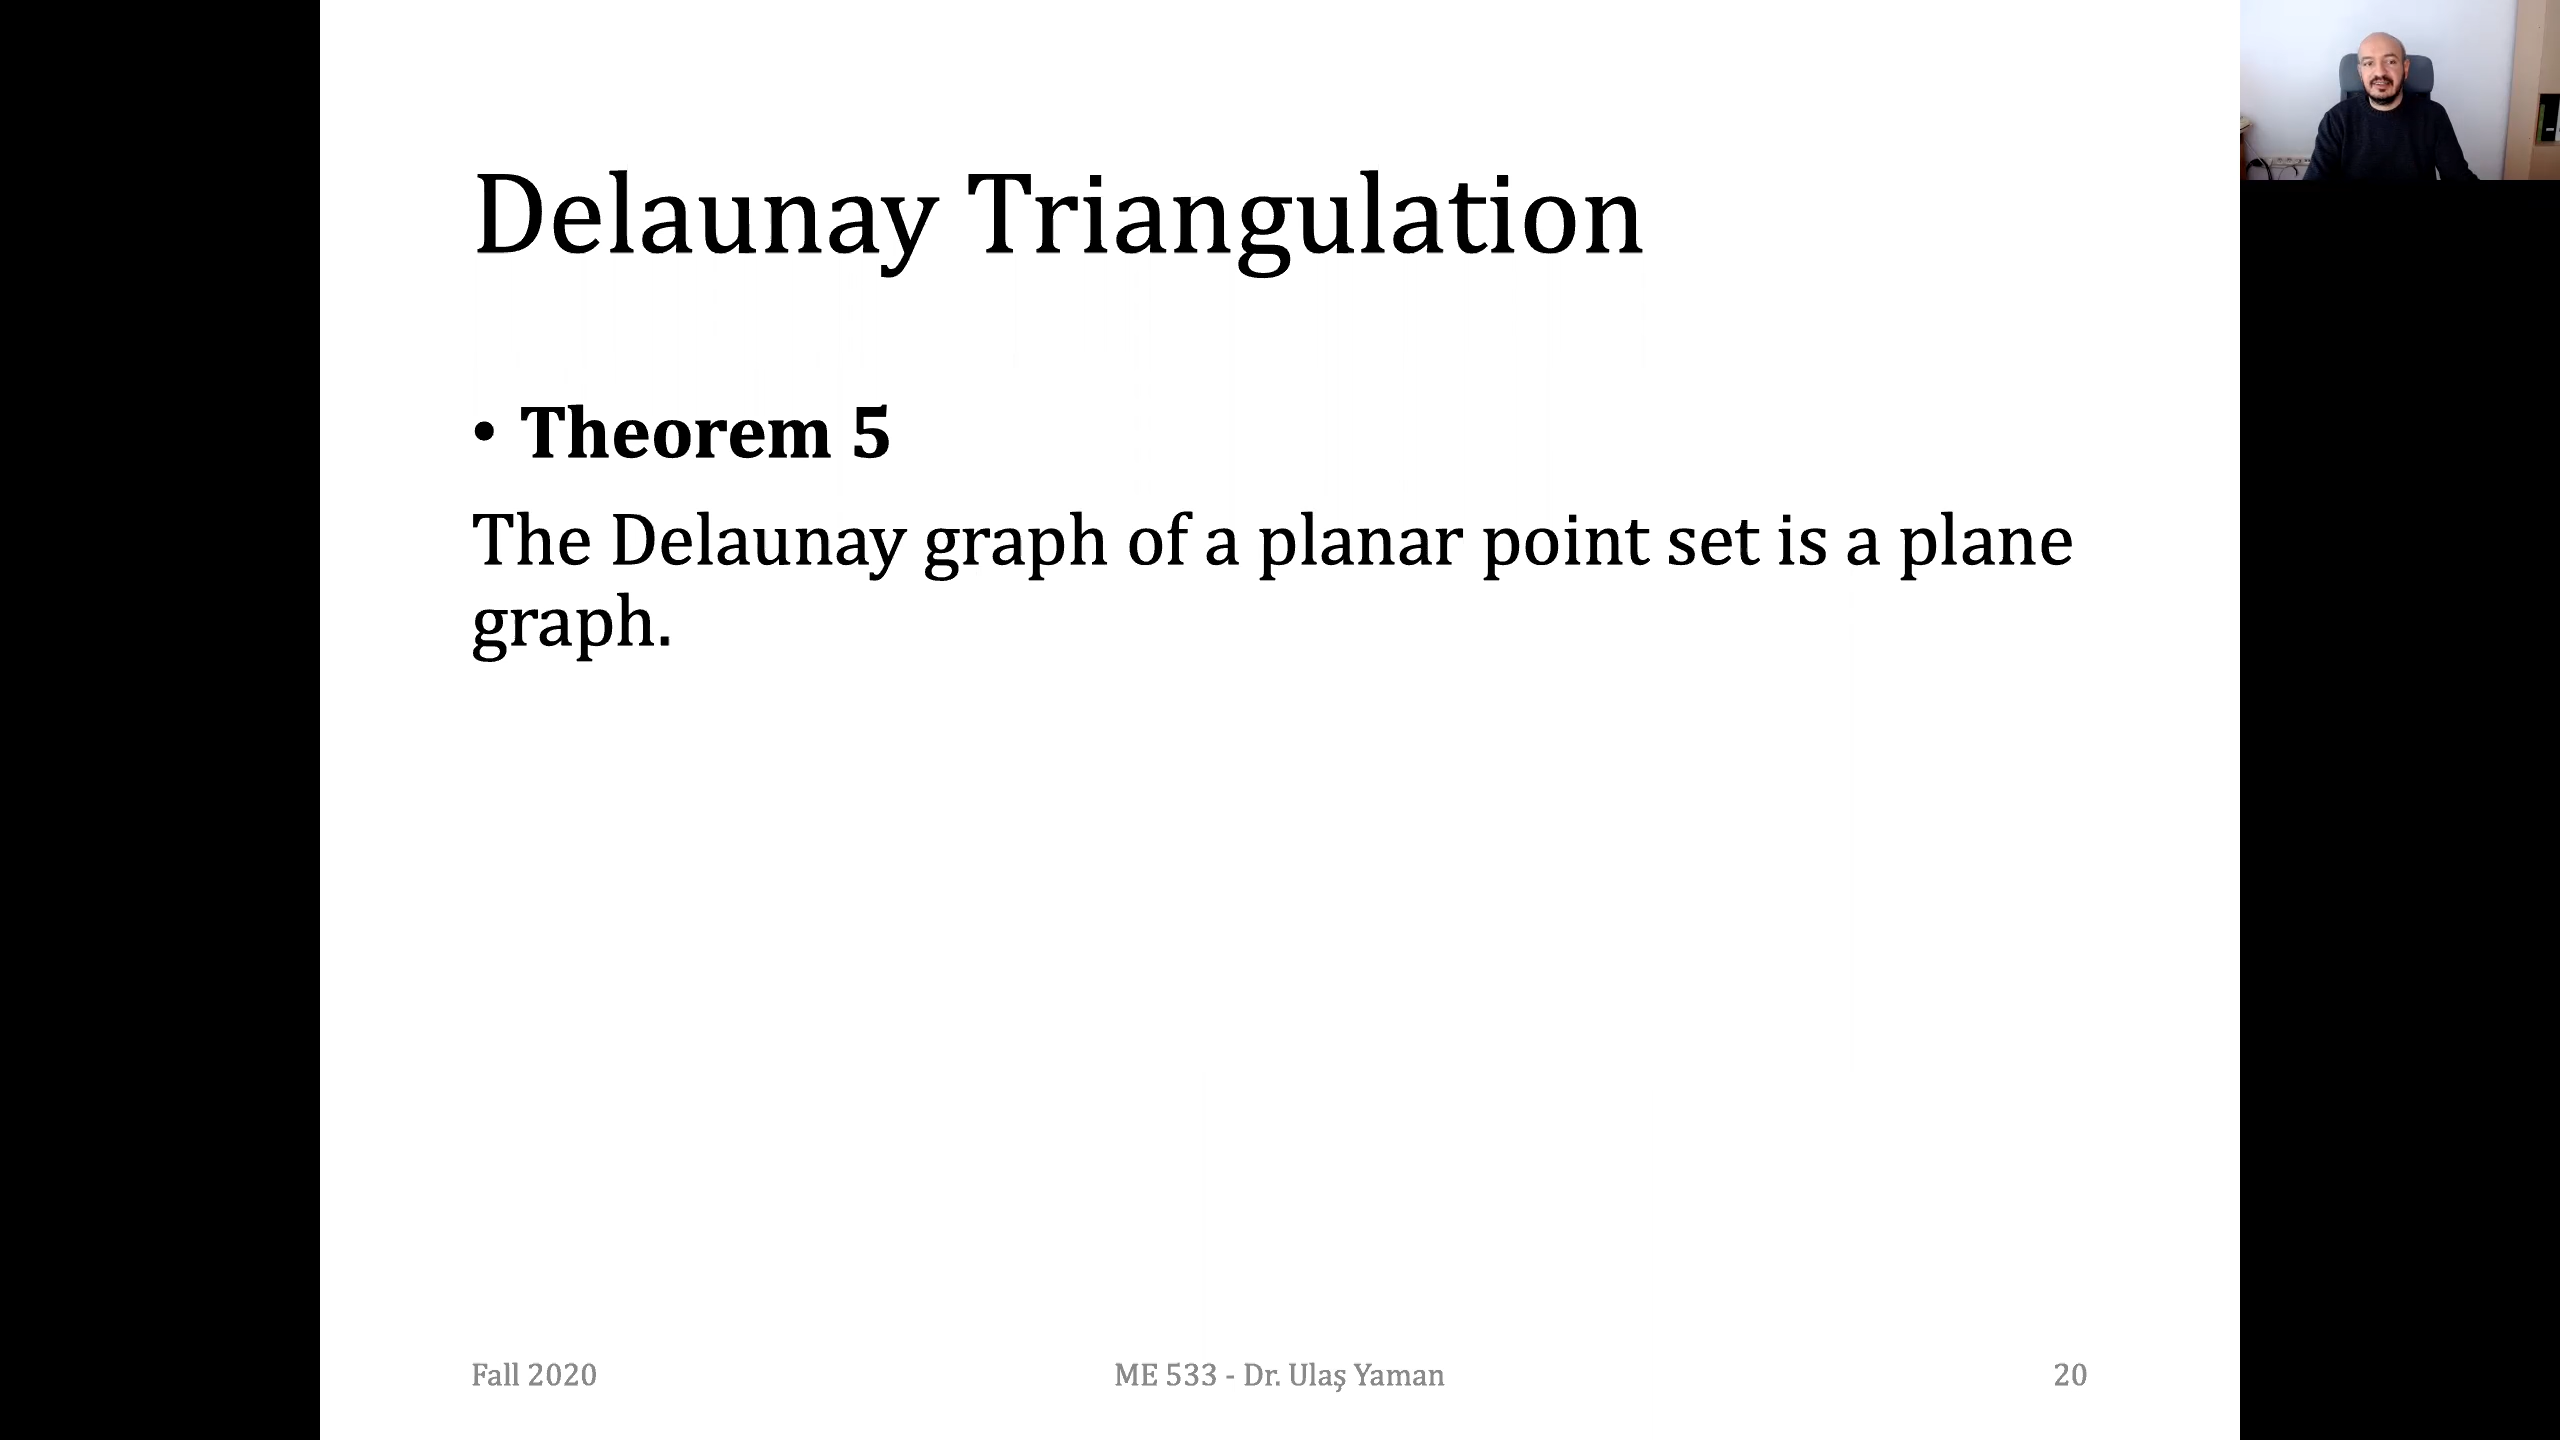 Delaunay Triangulation
• Theorem 5
The Delaunay graph of a planar point set is a plane
graph.
Fall 2020
ME 533 - Dr. Ulaş Yaman
20